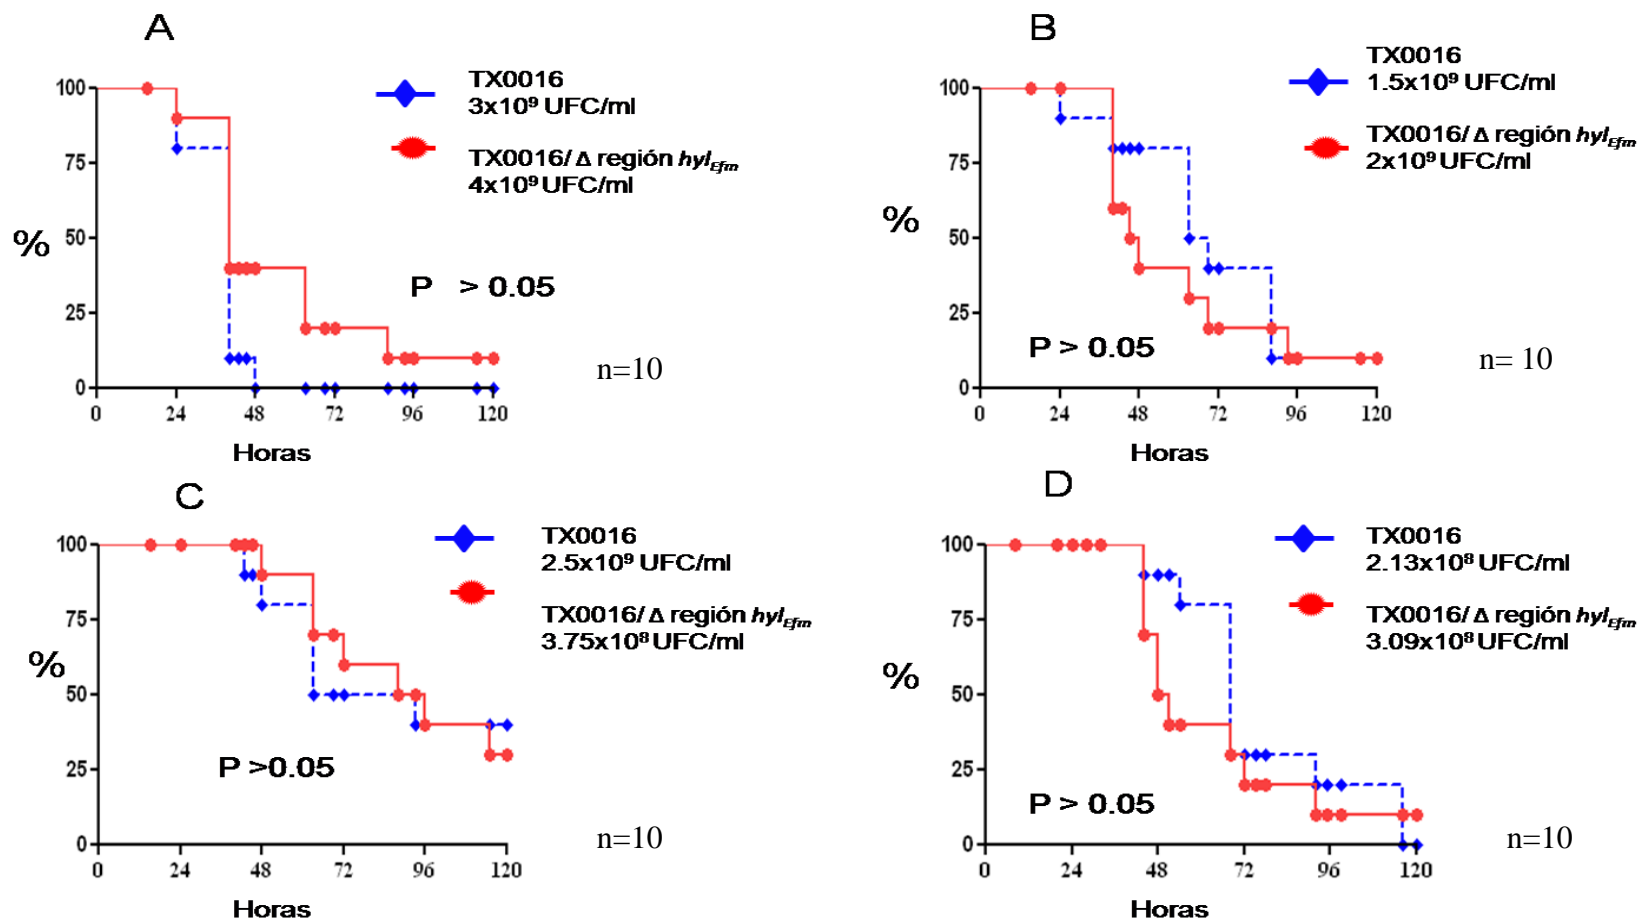 A
TX0016
3x10⁹ UFC/ml
TX0016/ Δ región hyl_Efm
4x10⁹ UFC/ml
100
75
50
25
0
%
P > 0.05
n=10
0 24 48 72 96 120
Horas
B
TX0016
1.5x10⁹ UFC/ml
TX0016/ Δ región hyl_Efm
2x10⁹ UFC/ml
100
75
50
25
0
%
P > 0.05
n= 10
0 24 48 72 96 120
Horas
C
TX0016
2.5x10⁹ UFC/ml
TX0016/ Δ región hyl_Efm
3.75x10⁸ UFC/ml
100
75
50
25
0
%
P >0.05
n=10
0 24 48 72 96 120
Horas
D
TX0016
2.13x10⁸ UFC/ml
TX0016/ Δ región hyl_Efm
3.09x10⁸ UFC/ml
100
75
50
25
0
%
P > 0.05
n=10
0 24 48 72 96 120
Horas